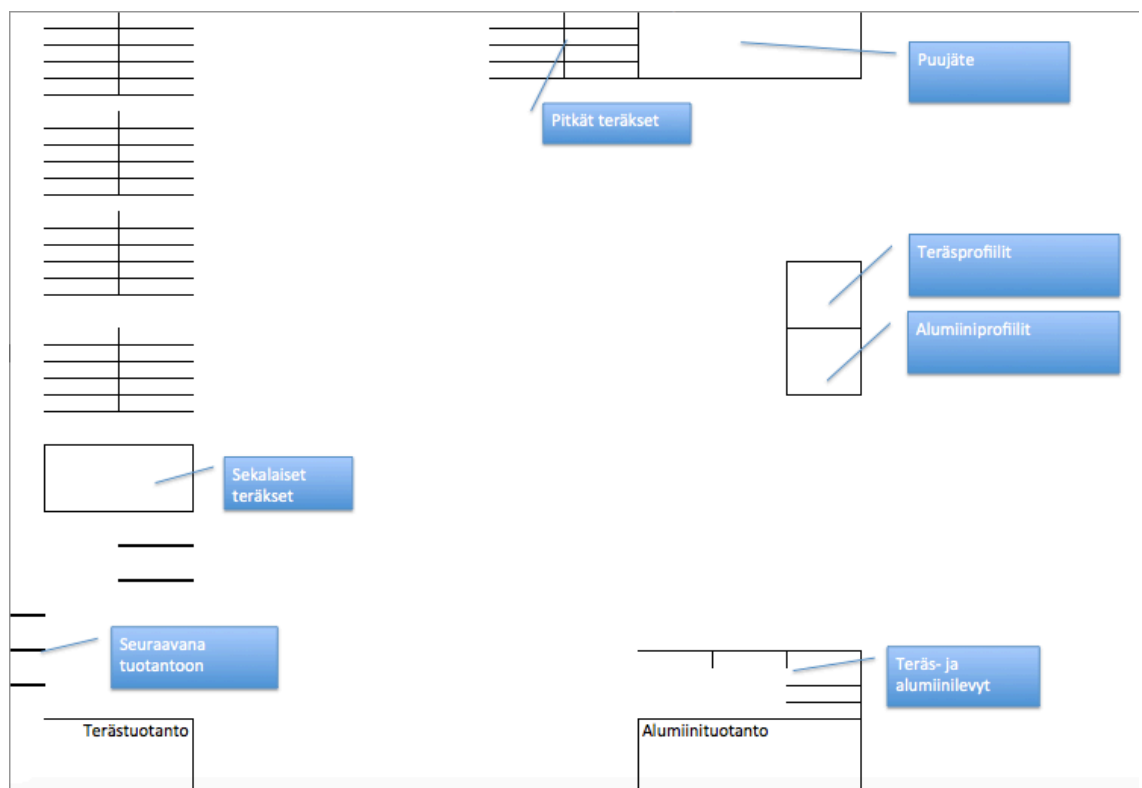 Puujäte
Pitkät teräkset
Teräsprofiilit
Alumiiniprofiilit
Sekalaiset
teräkset
Seuraavana
tuotantoon
Teräs- ja
alumiinilevyt
Terästuotanto
Alumiinituotanto